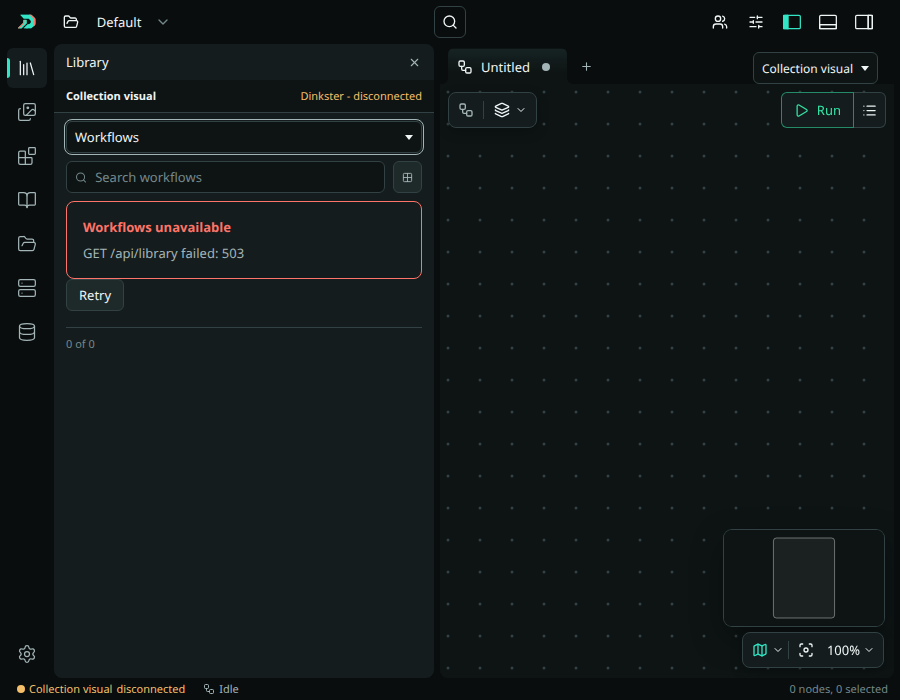 Default
Library
Collection visual
Dinkster - disconnected
Workflows
Search workflows
Workflows unavailable
GET /api/library failed: 503
Retry
0 of 0
Untitled
Collection visual
Run
100%
Collection visual disconnected
Idle
0 nodes, 0 selected